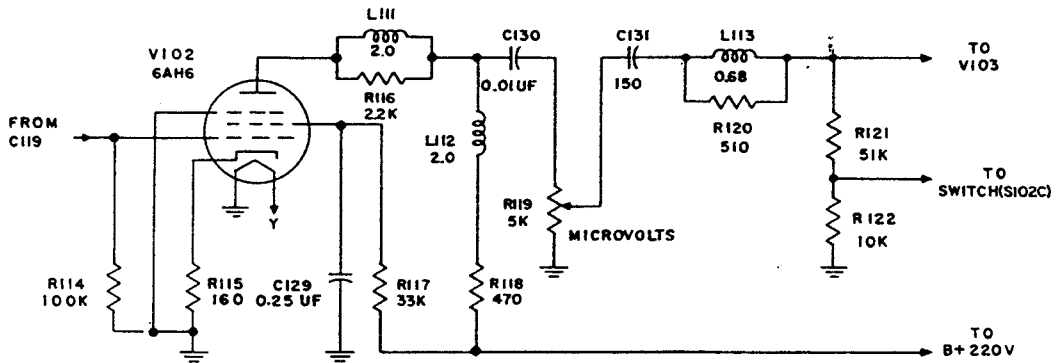 L111
2.0
R116
2.2K
V102
6AH6
FROM
C119
Y
R114
100K
R115
160
C129
0.25 UF
R117
33K
L112
2.0
R118
470
C130
0.01UF
R119
5K
MICROVOLTS
C131
150
L113
0.68
R120
510
R121
51K
R122
10K
TO
V103
TO
SWITCH(S102C)
TO
B+ 220V